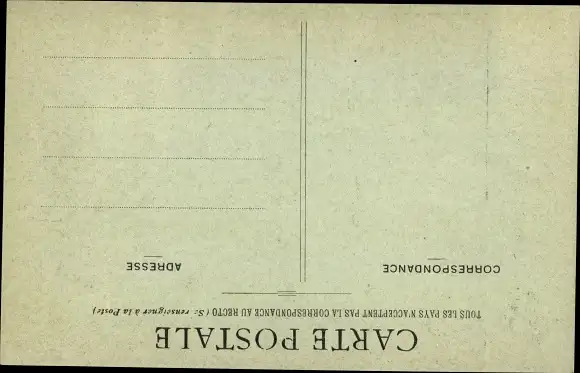 CARTE POSTALE
TOUS LES PAYS N'ACCEPTENT PAS LA CORRESPONDANCE AU RECTO (Se renseigner à la Poste)
CORRESPONDANCE
ADRESSE